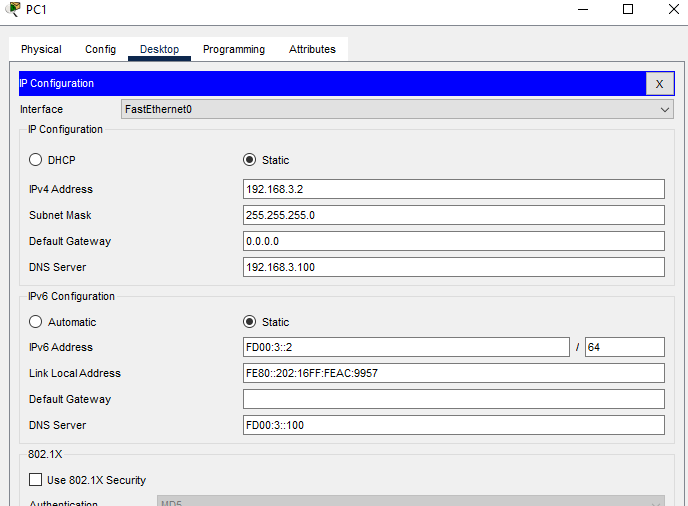 PC1
Physical Config Desktop Programming Attributes
IP Configuration X
Interface FastEthernet0
IP Configuration
DHCP Static
IPv4 Address 192.168.3.2
Subnet Mask 255.255.255.0
Default Gateway 0.0.0.0
DNS Server 192.168.3.100
IPv6 Configuration
Automatic Static
IPv6 Address FD00:3::2 / 64
Link Local Address FE80::202:16FF:FEAC:9957
Default Gateway
DNS Server FD00:3::100
802.1X
Use 802.1X Security
Authentication MD5